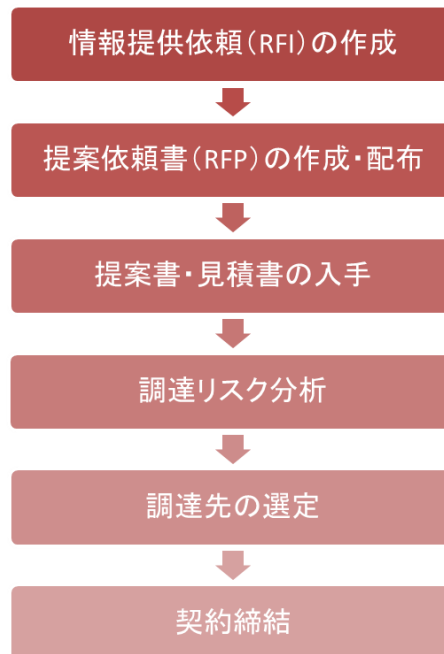 情報提供依頼(RFI)の作成
提案依頼書(RFP)の作成・配布
提案書・見積書の入手
調達リスク分析
調達先の選定
契約締結